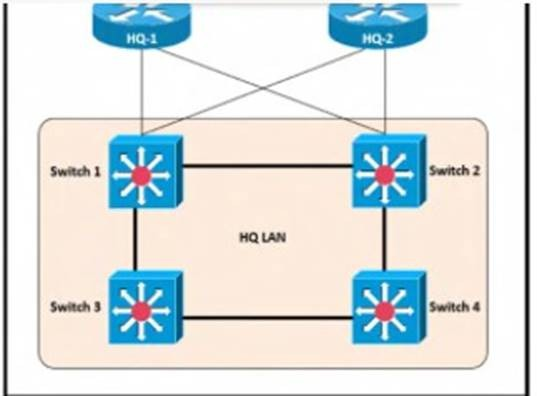 HQ-1
HQ-2
Switch 1
Switch 2
HQ LAN
Switch 3
Switch 4